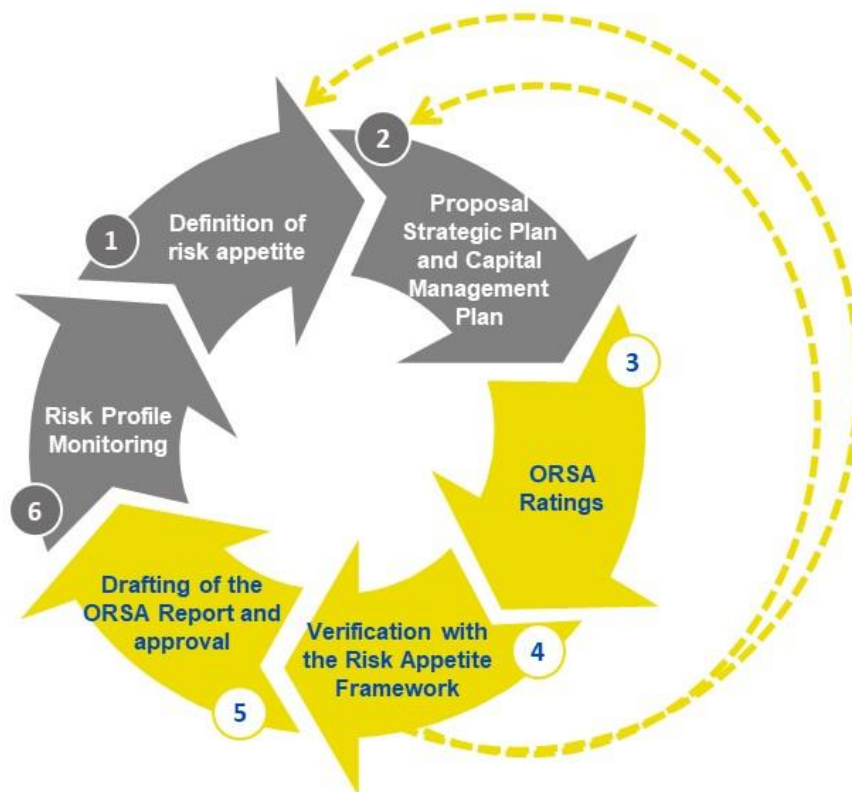 1
Definition of
risk appetite
2
Proposal
Strategic Plan
and Capital
Management
Plan
3
ORSA
Ratings
4
Verification with
the Risk Appetite
Framework
5
Drafting of the
ORSA Report and
approval
6
Risk Profile
Monitoring